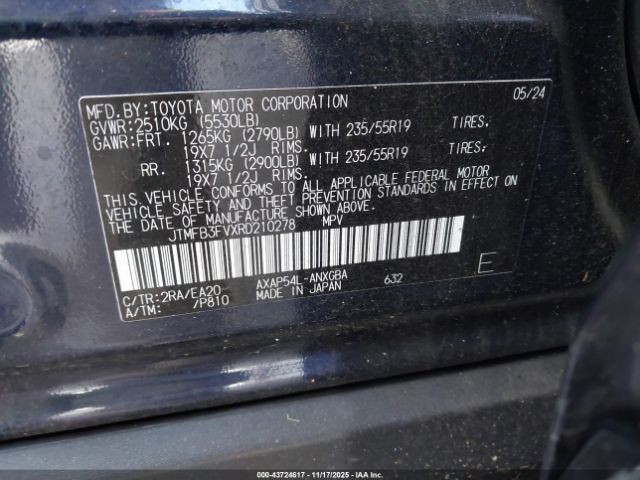 MFD.BY:TOYOTA MOTOR CORPORATION 05/24
GVWR:2510KG (5530LB)
GAWR:FRT. 1265KG (2790LB) WITH 235/55R19 TIRES.
19X7 1/2J RIMS.
RR. 1315KG (2900LB) WITH 235/55R19 TIRES:
19X7 1/2J RIMS.
THIS VEHICLE CONFORMS TO ALL APPLICABLE FEDERAL MOTOR
VEHICLE SAFETY AND THEFT PREVENTION STANDARDS IN EFFECT ON
THE DATE OF MANUFACTURE SHOWN ABOVE.
JTMFB3FVXRD210278 MPV
C/TR:2RA/EA20 AXAP54L-ANXGBA 632 E
A/TM: /P810 MADE IN JAPAN
© 000-43724617 - 11/17/2025 - IAAI.COM